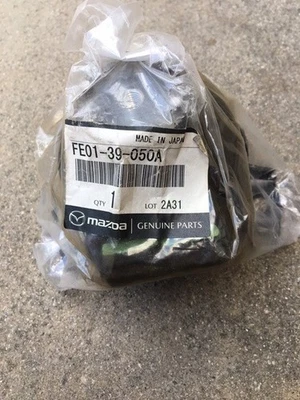 MADE IN JAPAN
FE01-39-050A
QTY 1 LOT 2A31
mazda GENUINE PARTS